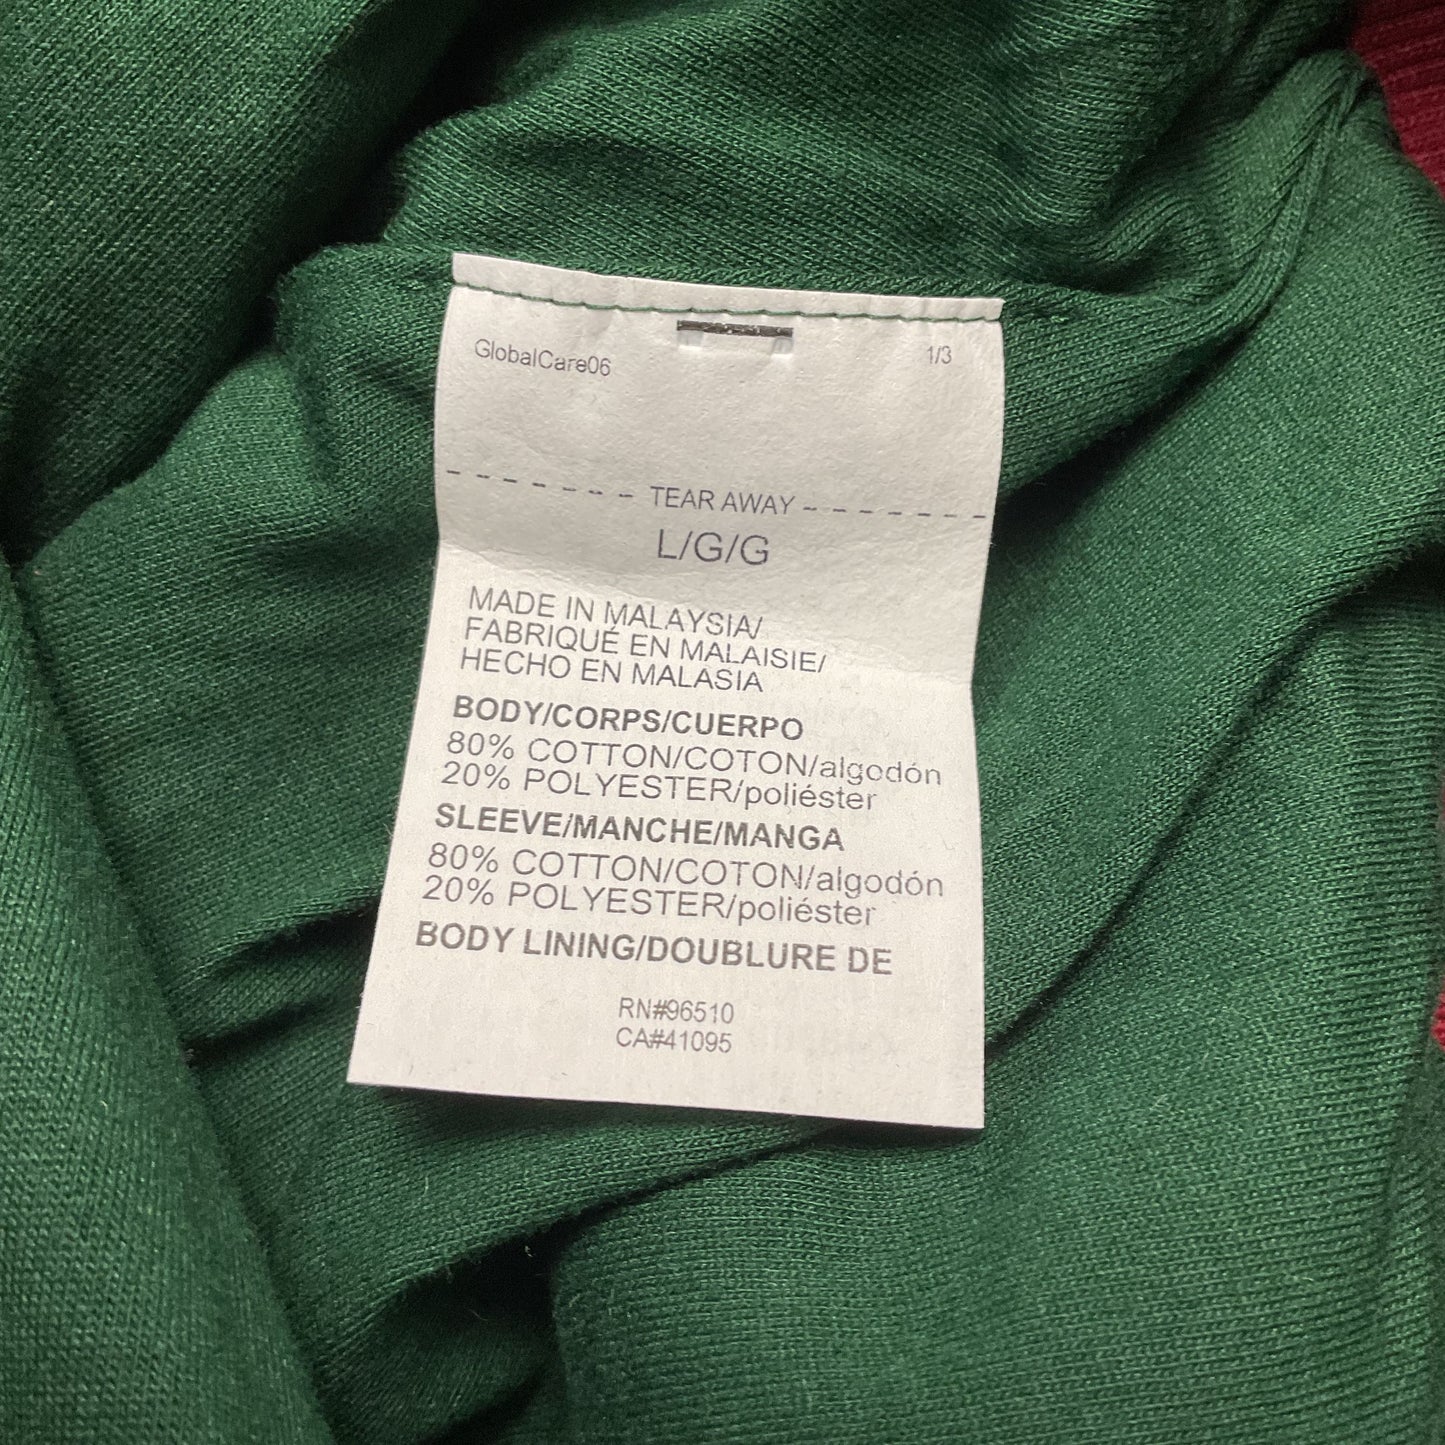 GlobalCare06 1/3
TEAR AWAY
L/G/G
MADE IN MALAYSIA/
FABRIQUÉ EN MALAISIE/
HECHO EN MALASIA
BODY/CORPS/CUERPO
80% COTTON/COTON/algodón
20% POLYESTER/poliéster
SLEEVE/MANCHE/MANGA
80% COTTON/COTON/algodón
20% POLYESTER/poliéster
BODY LINING/DOUBLURE DE
RN#96510
CA#41095